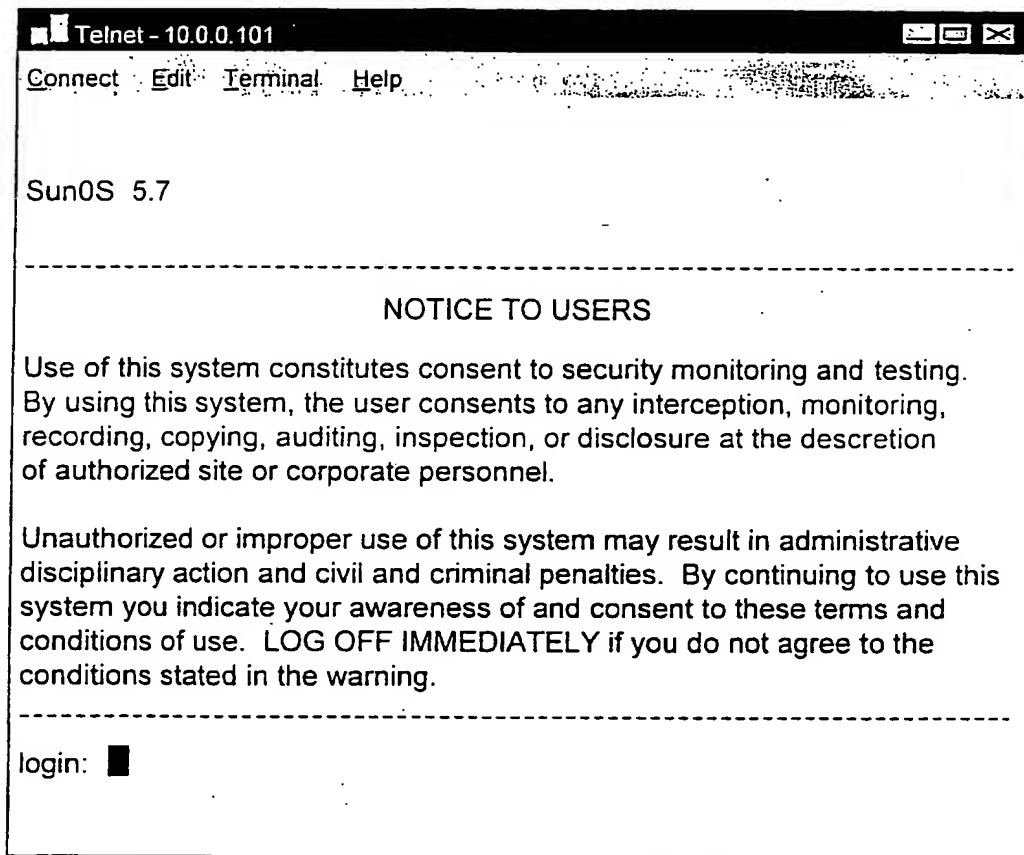 Telnet - 10.0.0.101
Connect Edit Terminal Help
SunOS 5.7
NOTICE TO USERS
Use of this system constitutes consent to security monitoring and testing.
By using this system, the user consents to any interception, monitoring,
recording, copying, auditing, inspection, or disclosure at the descretion
of authorized site or corporate personnel.
Unauthorized or improper use of this system may result in administrative
disciplinary action and civil and criminal penalties. By continuing to use this
system you indicate your awareness of and consent to these terms and
conditions of use. LOG OFF IMMEDIATELY if you do not agree to the
conditions stated in the warning.
login: